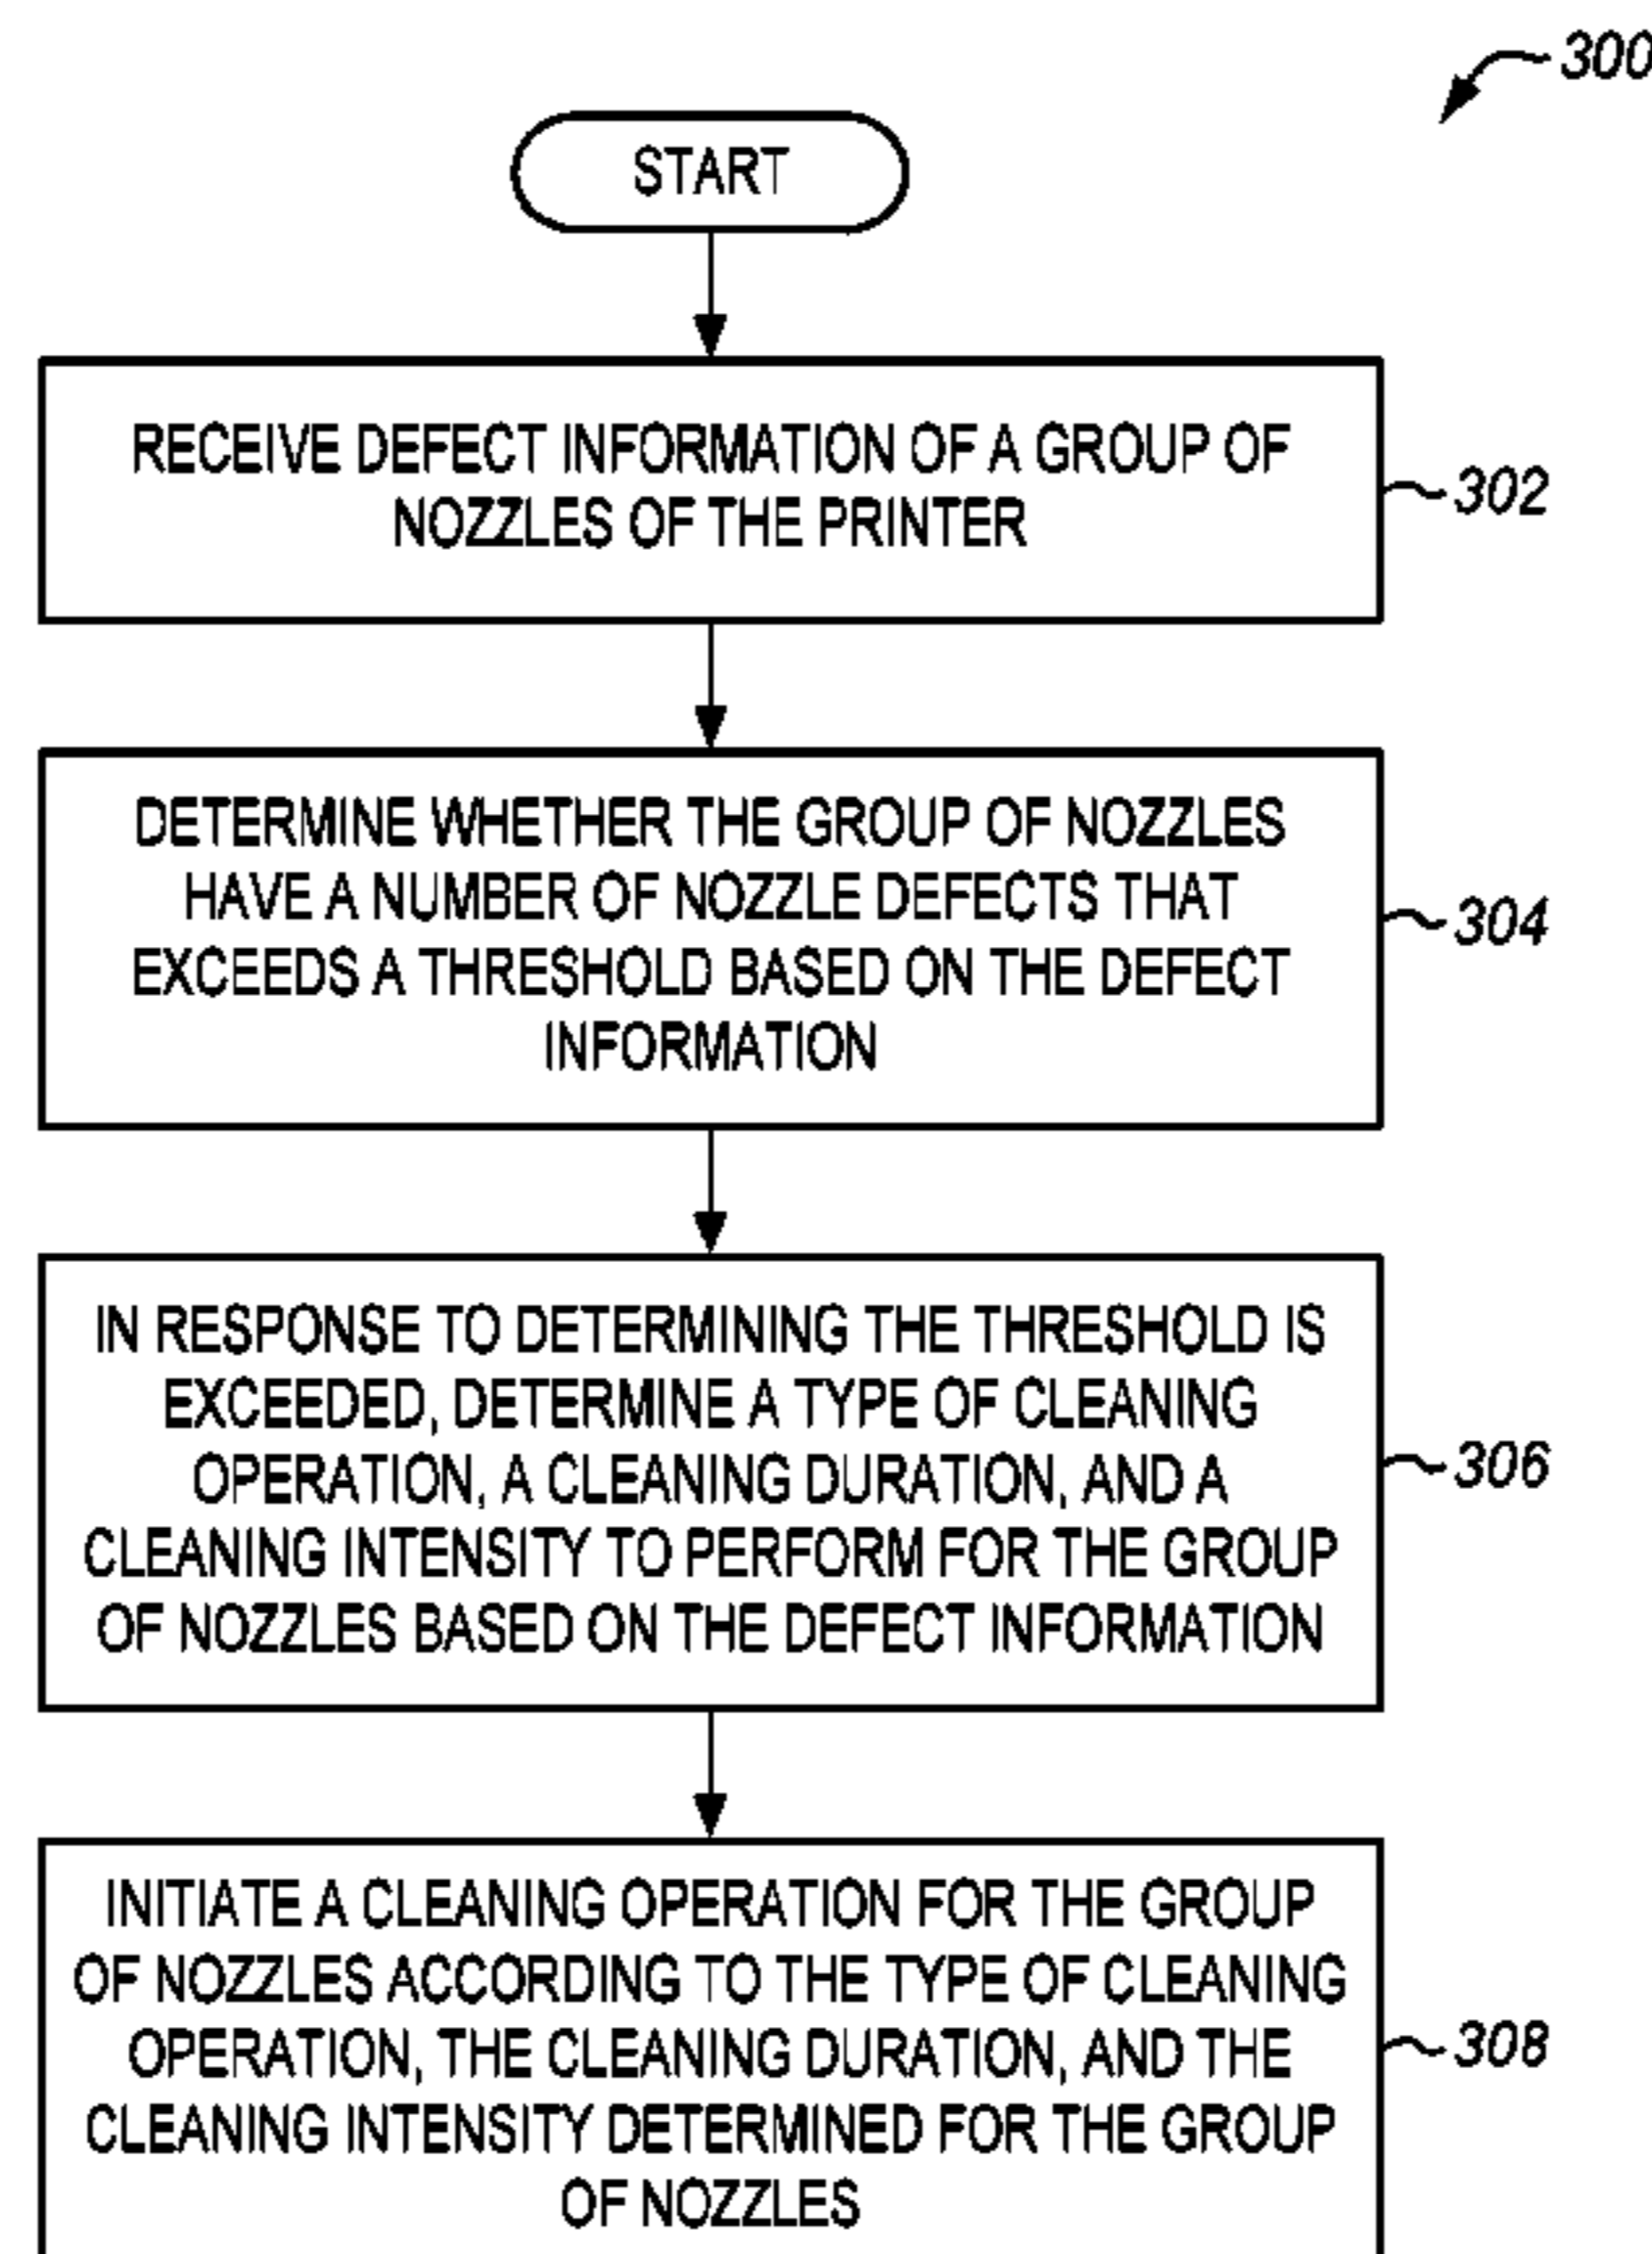 300
START
RECEIVE DEFECT INFORMATION OF A GROUP OF
NOZZLES OF THE PRINTER
302
DETERMINE WHETHER THE GROUP OF NOZZLES
HAVE A NUMBER OF NOZZLE DEFECTS THAT
EXCEEDS A THRESHOLD BASED ON THE DEFECT
INFORMATION
304
IN RESPONSE TO DETERMINING THE THRESHOLD IS
EXCEEDED, DETERMINE A TYPE OF CLEANING
OPERATION, A CLEANING DURATION, AND A
CLEANING INTENSITY TO PERFORM FOR THE GROUP
OF NOZZLES BASED ON THE DEFECT INFORMATION
306
INITIATE A CLEANING OPERATION FOR THE GROUP
OF NOZZLES ACCORDING TO THE TYPE OF CLEANING
OPERATION, THE CLEANING DURATION, AND THE
CLEANING INTENSITY DETERMINED FOR THE GROUP
OF NOZZLES
308